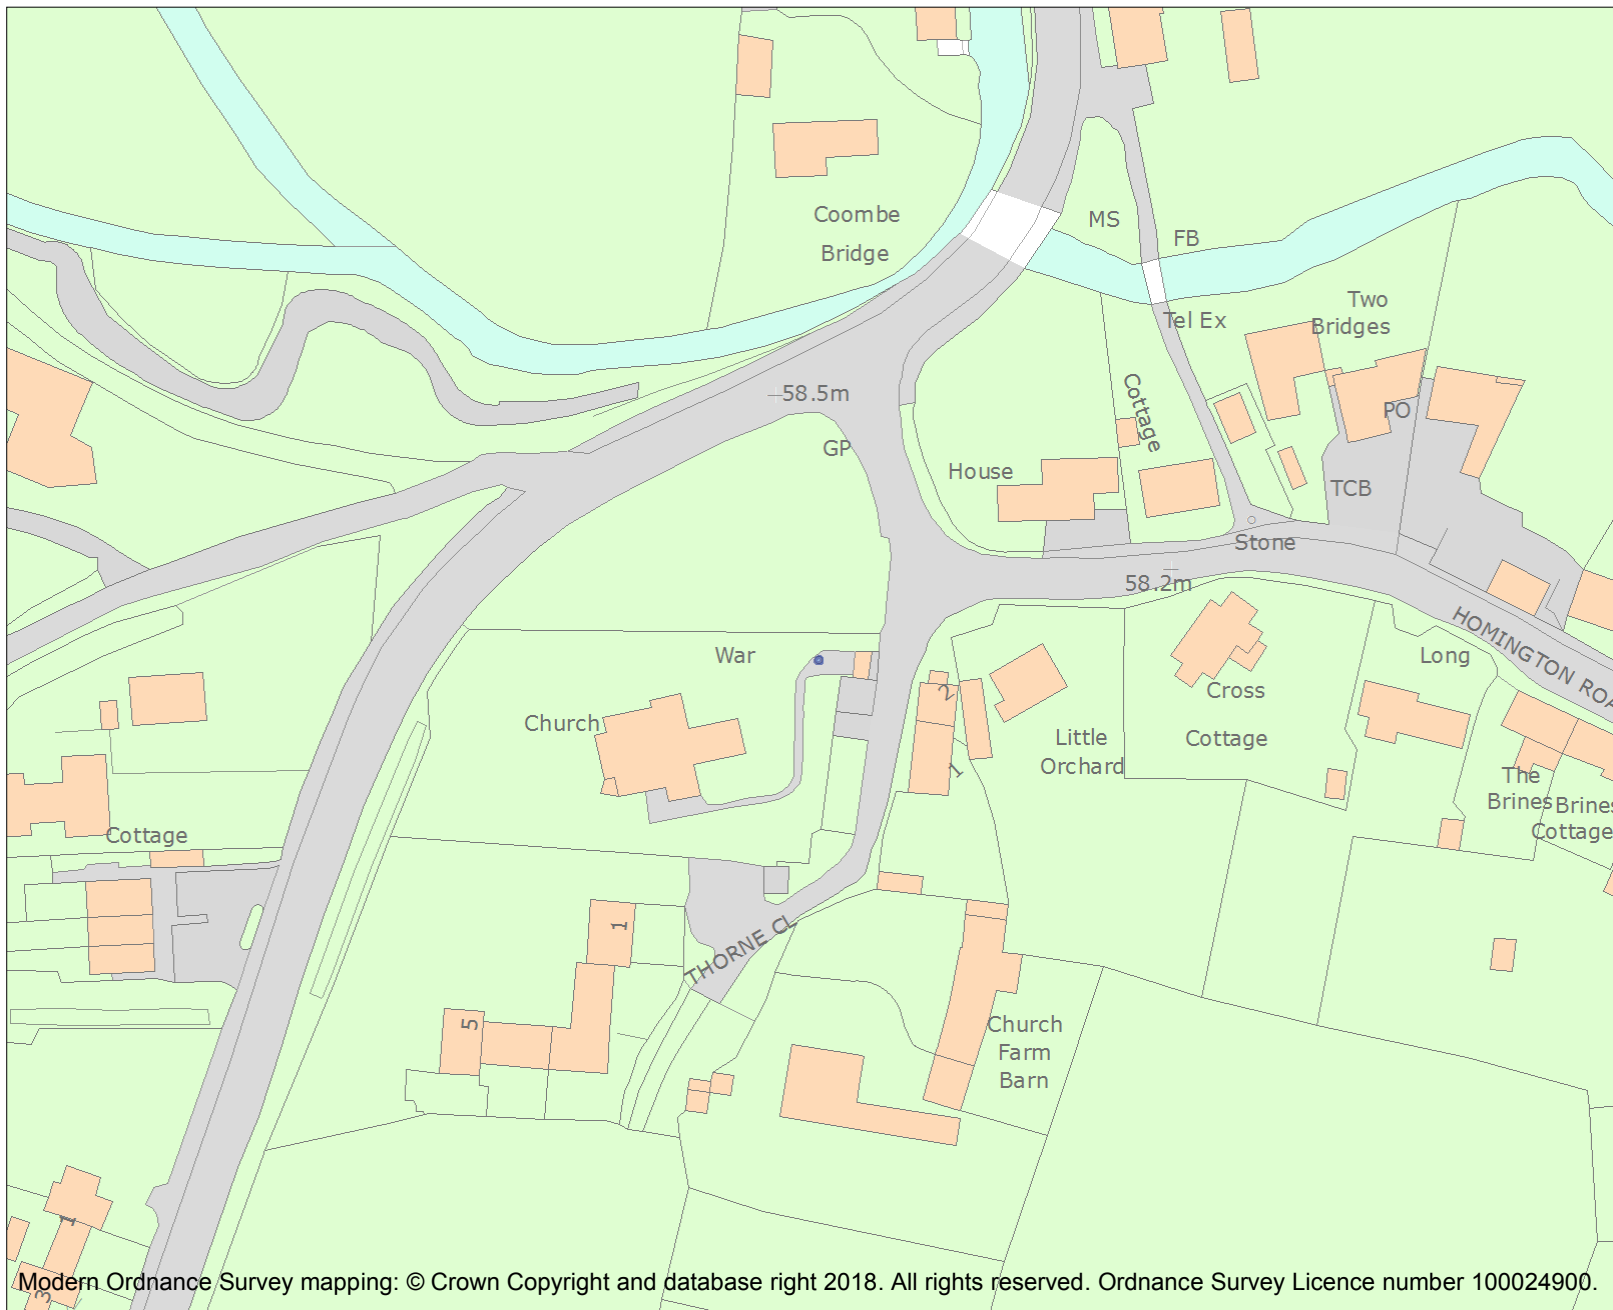 Coombe
Bridge
MS
FB
Tel Ex
Two
Bridges
58.5m
GP
Cottage
PO
House
TCB
Stone
58.2m
HOMINGTON ROA
War
Long
Church
2
1
Cross
Cottage
Little
Orchard
The
Brines
Brines
Cottage
Cottage
1
THORNE CL
5
Church
Farm
Barn
1
3
Modern Ordnance Survey mapping: © Crown Copyright and database right 2018. All rights reserved. Ordnance Survey Licence number 100024900.